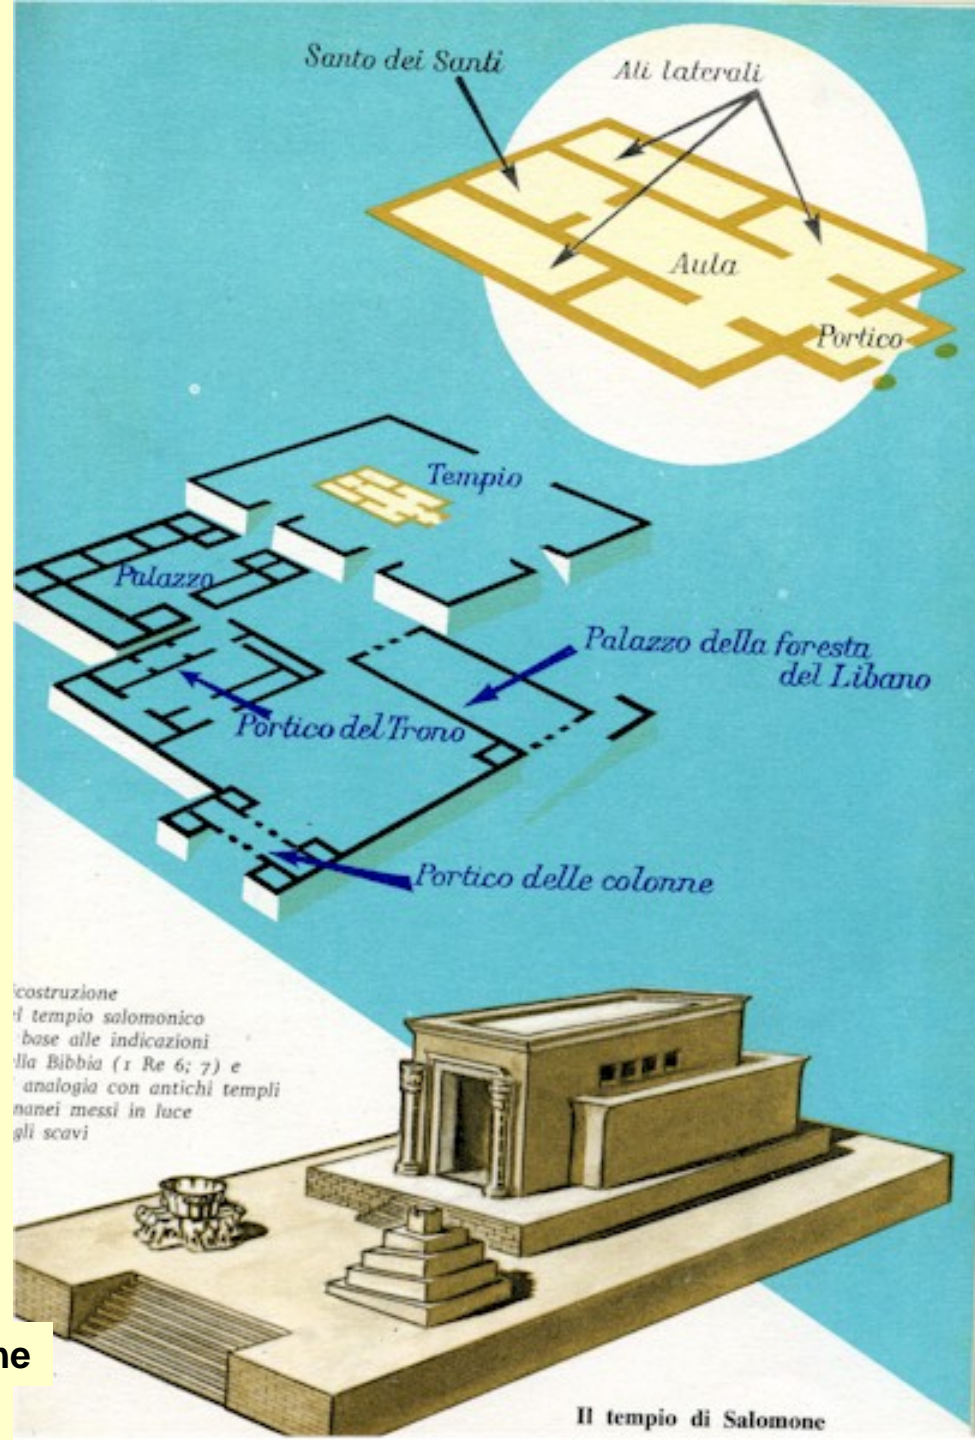 Santo dei Santi
Ali laterali
Aula
Portico
Tempio
Palazzo
Palazzo della foresta
del Libano
Portico del Trono
Portico delle colonne
costruzione
tempio salomonico
base alle indicazioni
Bibbia (1 Re 6; 7) e
analogia con antichi templi
messi in luce
scavi
Il tempio di Salomone